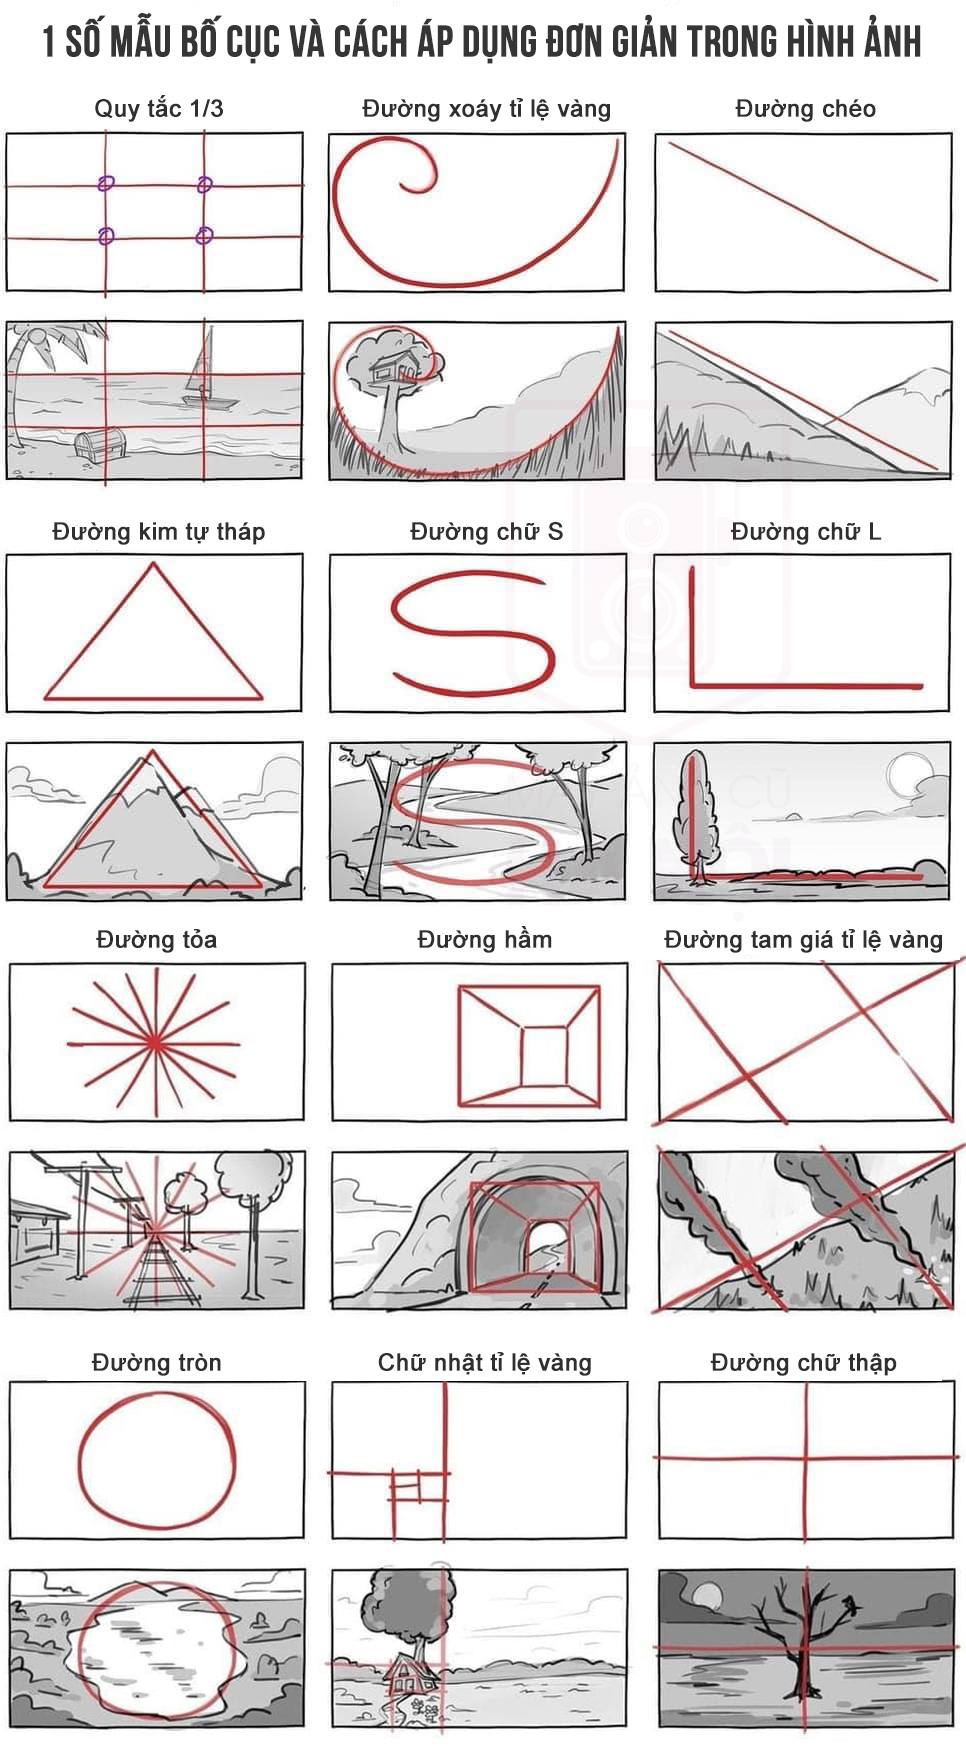 1 SỐ MẪU BỐ CỤC VÀ CÁCH ÁP DỤNG ĐƠN GIẢN TRONG HÌNH ẢNH
Quy tắc 1/3
Đường xoáy tỉ lệ vàng
Đường chéo
Đường kim tự tháp
Đường chữ S
Đường chữ L
Đường tỏa
Đường hầm
Đường tam giá tỉ lệ vàng
Đường tròn
Chữ nhật tỉ lệ vàng
Đường chữ thập